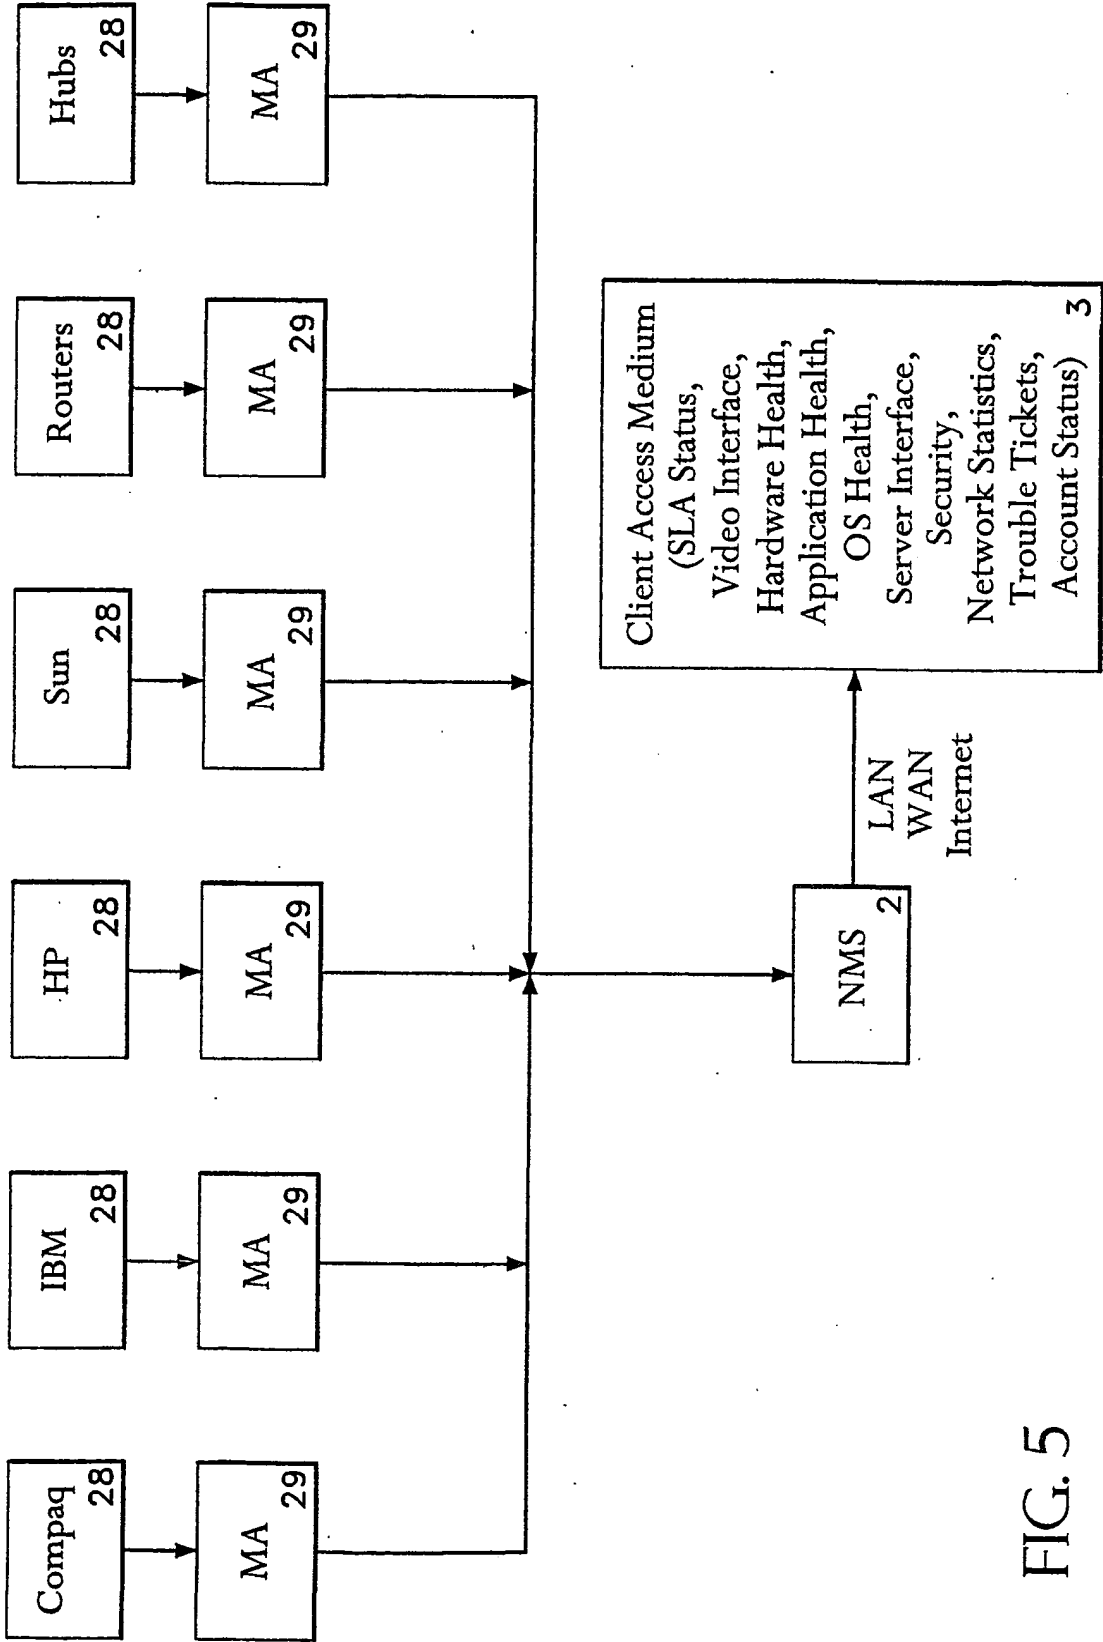 Compaq
28
IBM
28
HP
28
Sun
28
Routers
28
Hubs
28
MA
29
MA
29
MA
29
MA
29
MA
29
MA
29
NMS
2
LAN
WAN
Internet
Client Access Medium
(SLA Status,
Video Interface,
Hardware Health,
Application Health,
OS Health,
Server Interface,
Security,
Network Statistics,
Trouble Tickets,
Account Status)
3
FIG. 5